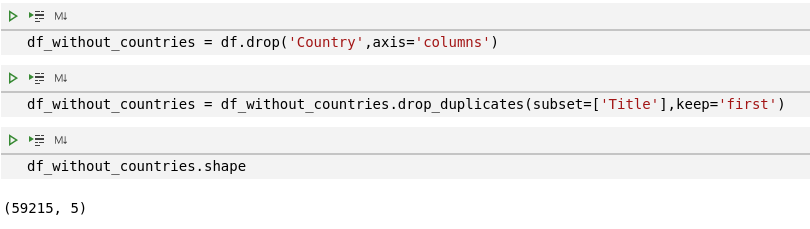 M↓
df_without_countries = df.drop('Country',axis='columns')
M↓
df_without_countries = df_without_countries.drop_duplicates(subset=['Title'],keep='first')
M↓
df_without_countries.shape
(59215, 5)